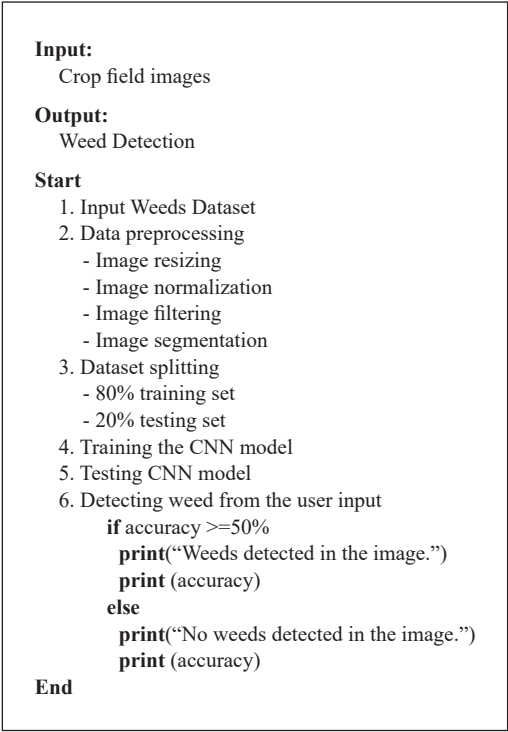 Input:
Crop field images
Output:
Weed Detection
Start
1. Input Weeds Dataset
2. Data preprocessing
- Image resizing
- Image normalization
- Image filtering
- Image segmentation
3. Dataset splitting
- 80% training set
- 20% testing set
4. Training the CNN model
5. Testing CNN model
6. Detecting weed from the user input
if accuracy >=50%
print(“Weeds detected in the image.”)
print (accuracy)
else
print(“No weeds detected in the image.”)
print (accuracy)
End